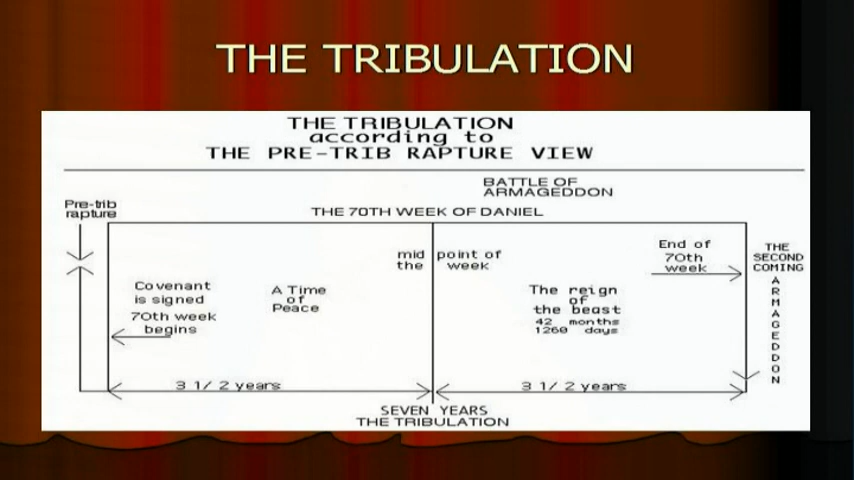 THE TRIBULATION
THE TRIBULATION
according to
THE PRE-TRIB RAPTURE VIEW
BATTLE OF
ARMAGEDDON
Pre-trib
rapture
THE 70TH WEEK OF DANIEL
mid point of
the week
End of
70th
week
THE
SECOND
COMING
ARMAGEDDON
Covenant
is signed
70th week
begins
A Time
of
Peace
The reign
of
the beast
42 months
1260 days
3 1/2 years
3 1/2 years
SEVEN YEARS
THE TRIBULATION